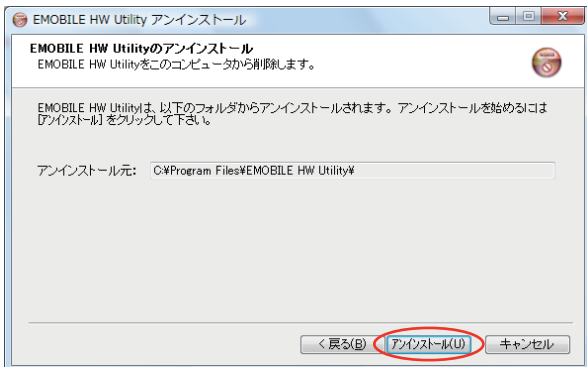 EMOBILE HW Utility アンインストール
EMOBILE HW Utilityのアンインストール
EMOBILE HW Utilityをこのコンピュータから削除します。
EMOBILE HW Utilityは、以下のフォルダからアンインストールされます。アンインストールを始めるには
[アンインストール] をクリックして下さい。
アンインストール元: C:¥Program Files¥EMOBILE HW Utility¥
< 戻る(B) アンインストール(U) キャンセル